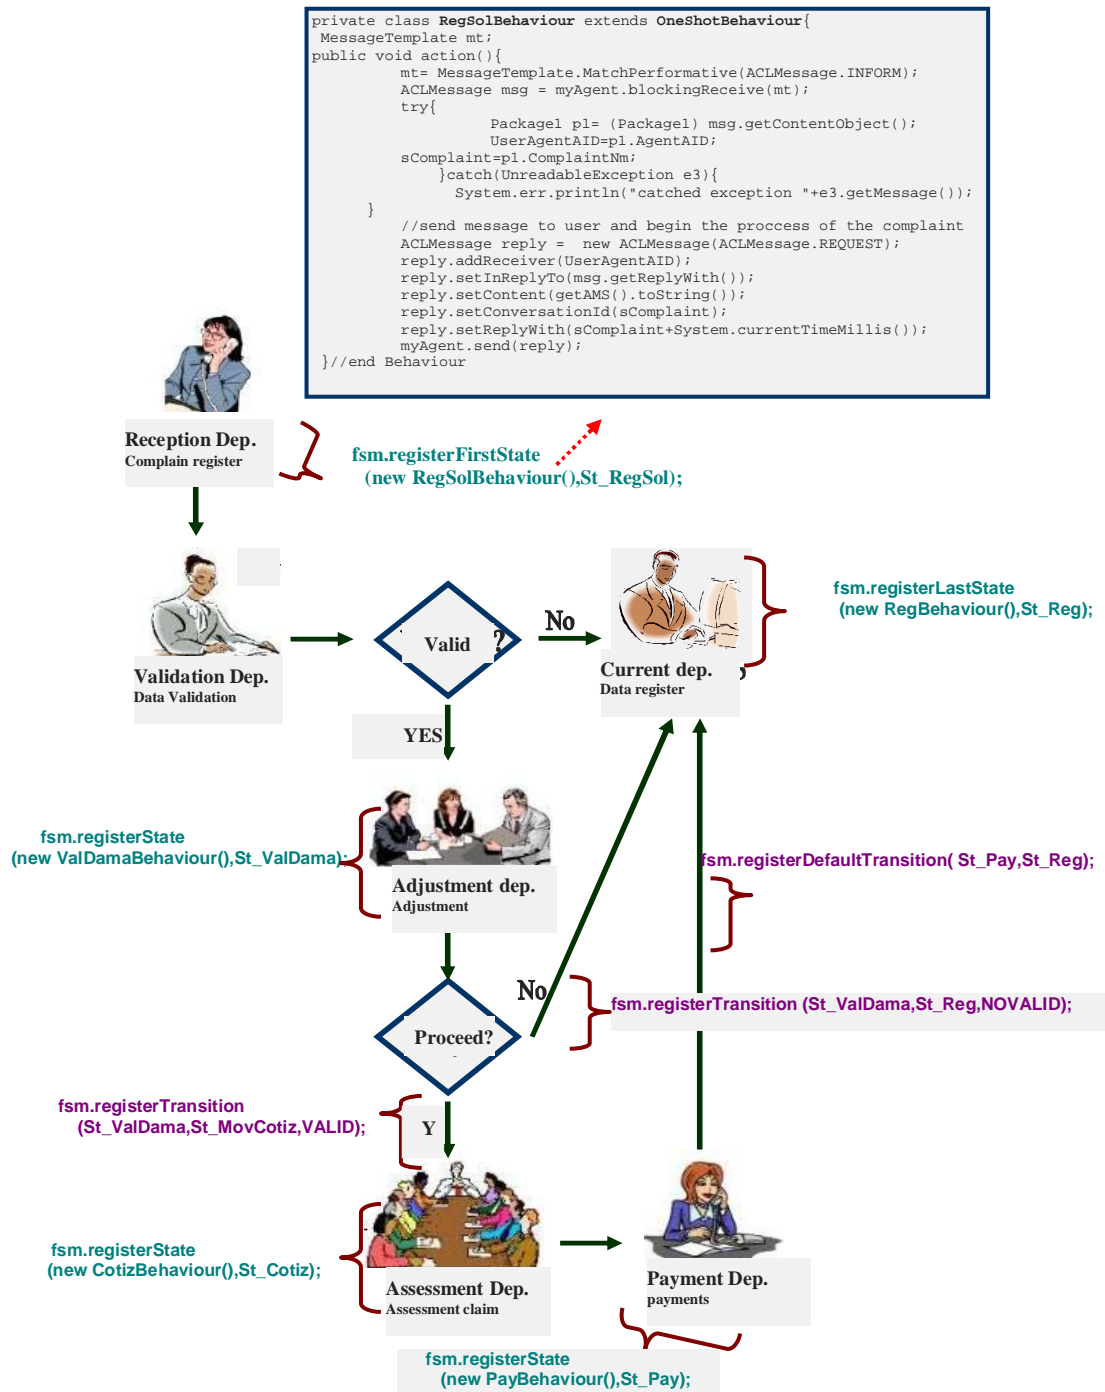 private class RegSolBehaviour extends OneShotBehaviour{
MessageTemplate mt;
public void action(){
mt= MessageTemplate.MatchPerformative(ACLMessage.INFORM);
ACLMessage msg = myAgent.blockingReceive(mt);
try{
Package1 p1= (Package1) msg.getContentObject();
UserAgentAID=p1.AgentAID;
sComplaint=p1.ComplaintNm;
}catch(UnreadableException e3){
System.err.println("catched exception "+e3.getMessage());
}
//send message to user and begin the proccess of the complaint
ACLMessage reply = new ACLMessage(ACLMessage.REQUEST);
reply.addReceiver(UserAgentAID);
reply.setInReplyTo(msg.getReplyWith());
reply.setContent(getAMS().toString());
reply.setConversationId(sComplaint);
reply.setReplyWith(sComplaint+System.currentTimeMillis());
myAgent.send(reply);
}//end Behaviour
Reception Dep.
Complain register
fsm.registerFirstState
(new RegSolBehaviour(),St_RegSol);
Validation Dep.
Data Validation
Valid ?
No
Current dep.
Data register
fsm.registerLastState
(new RegBehaviour(),St_Reg);
YES
fsm.registerState
(new ValDamaBehaviour(),St_ValDama);
Adjustment dep.
Adjustment
fsm.registerDefaultTransition( St_Pay,St_Reg);
No
fsm.registerTransition (St_ValDama,St_Reg,NOVALID);
Proceed?
fsm.registerTransition
(St_ValDama,St_MovCotiz,VALID);
Y
fsm.registerState
(new CotizBehaviour(),St_Cotiz);
Assessment Dep.
Assessment claim
Payment Dep.
payments
fsm.registerState
(new PayBehaviour(),St_Pay);